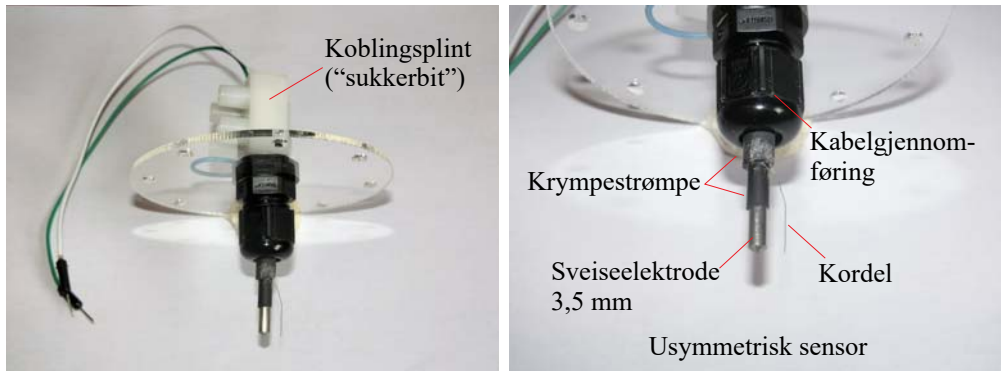 Koblingsplint
(“sukkerbit”)
Kabelgjennom-
føring
Krympestrømpe
Sveiseelektrode
3,5 mm
Kordel
Usymmetrisk sensor